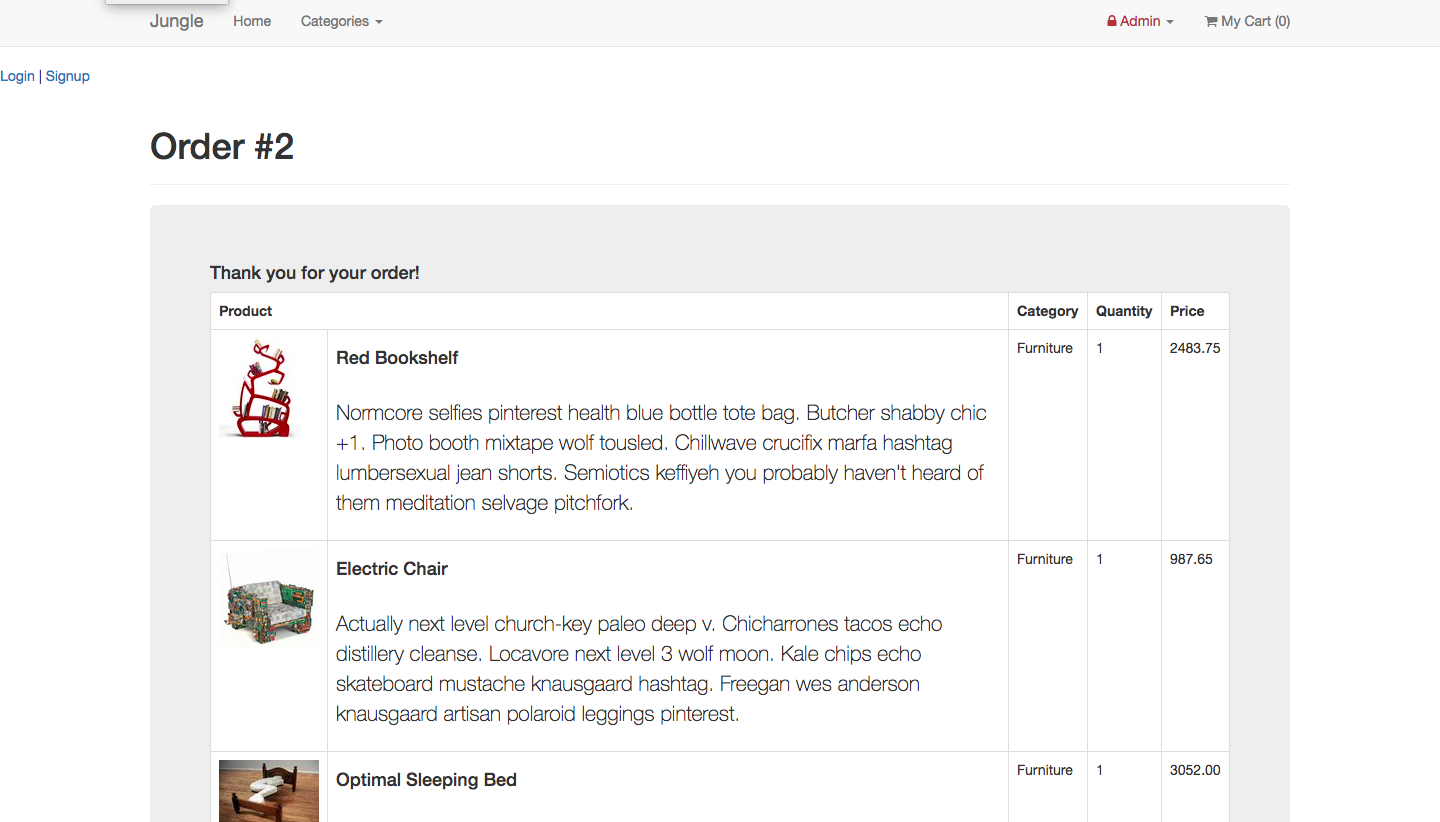 Jungle Home Categories Admin My Cart (0)
Login | Signup
Order #2
Thank you for your order!
Product Category Quantity Price
Red Bookshelf Furniture 1 2483.75
Normcore selfies pinterest health blue bottle tote bag. Butcher shabby chic
+1. Photo booth mixtape wolf tousled. Chillwave crucifix marfa hashtag
lumbersexual jean shorts. Semiotics keffiyeh you probably haven't heard of
them meditation selvage pitchfork.
Electric Chair Furniture 1 987.65
Actually next level church-key paleo deep v. Chicharrones tacos echo
distillery cleanse. Locavore next level 3 wolf moon. Kale chips echo
skateboard mustache knausgaard hashtag. Freegan wes anderson
knausgaard artisan polaroid leggings pinterest.
Optimal Sleeping Bed Furniture 1 3052.00